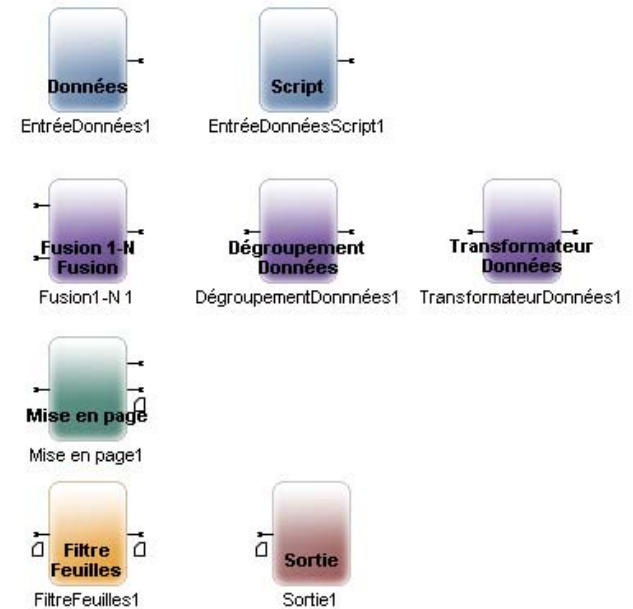 Données
EntréeDonnées1
Script
EntréeDonnéesScript1
Fusion 1-N
Fusion
Fusion1-N 1
Dégroupement
Données
DégroupementDonnnées1
Transformateur
Données
TransformateurDonnées1
Mise en page
Mise en page1
Filtre
Feuilles
FiltreFeuilles1
Sortie
Sortie1